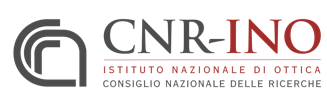 CNR-INO
ISTITUTO NAZIONALE DI OTTICA
CONSIGLIO NAZIONALE DELLE RICERCHE